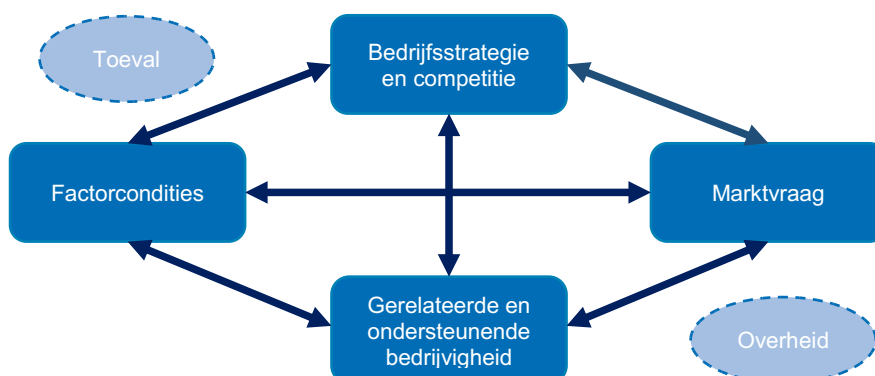 Toeval
Bedrijfsstrategie
en competitie
Factorcondities
Marktvraag
Gerelateerde en
ondersteunende
bedrijvigheid
Overheid